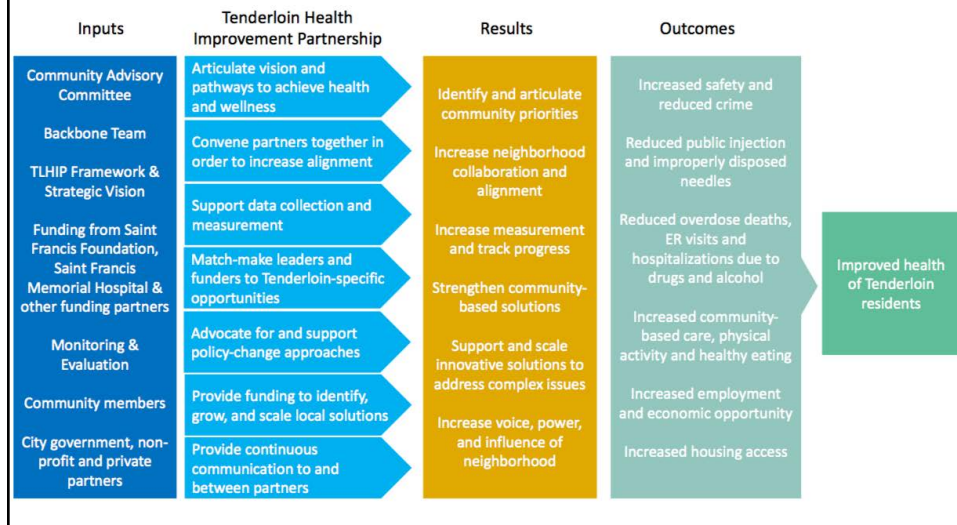 Inputs
Tenderloin Health
Improvement Partnership
Results
Outcomes
Community Advisory
Committee
Backbone Team
TLHIP Framework &
Strategic Vision
Funding from Saint
Francis Foundation,
Saint Francis
Memorial Hospital &
other funding partners
Monitoring &
Evaluation
Community members
City government, non-
profit and private
partners
Articulate vision and
pathways to achieve health
and wellness
Convene partners together in
order to increase alignment
Support data collection and
measurement
Match-make leaders and
funders to Tenderloin-specific
opportunities
Advocate for and support
policy-change approaches
Provide funding to identify,
grow, and scale local solutions
Provide continuous
communication to and
between partners
Identify and articulate
community priorities
Increase neighborhood
collaboration and
alignment
Increase measurement
and track progress
Strengthen community-
based solutions
Support and scale
innovative solutions to
address complex issues
Increase voice, power,
and influence of
neighborhood
Increased safety and
reduced crime
Reduced public injection
and improperly disposed
needles
Reduced overdose deaths,
ER visits and
hospitalizations due to
drugs and alcohol
Increased community-
based care, physical
activity and healthy eating
Increased employment
and economic opportunity
Increased housing access
Improved health
of Tenderloin
residents